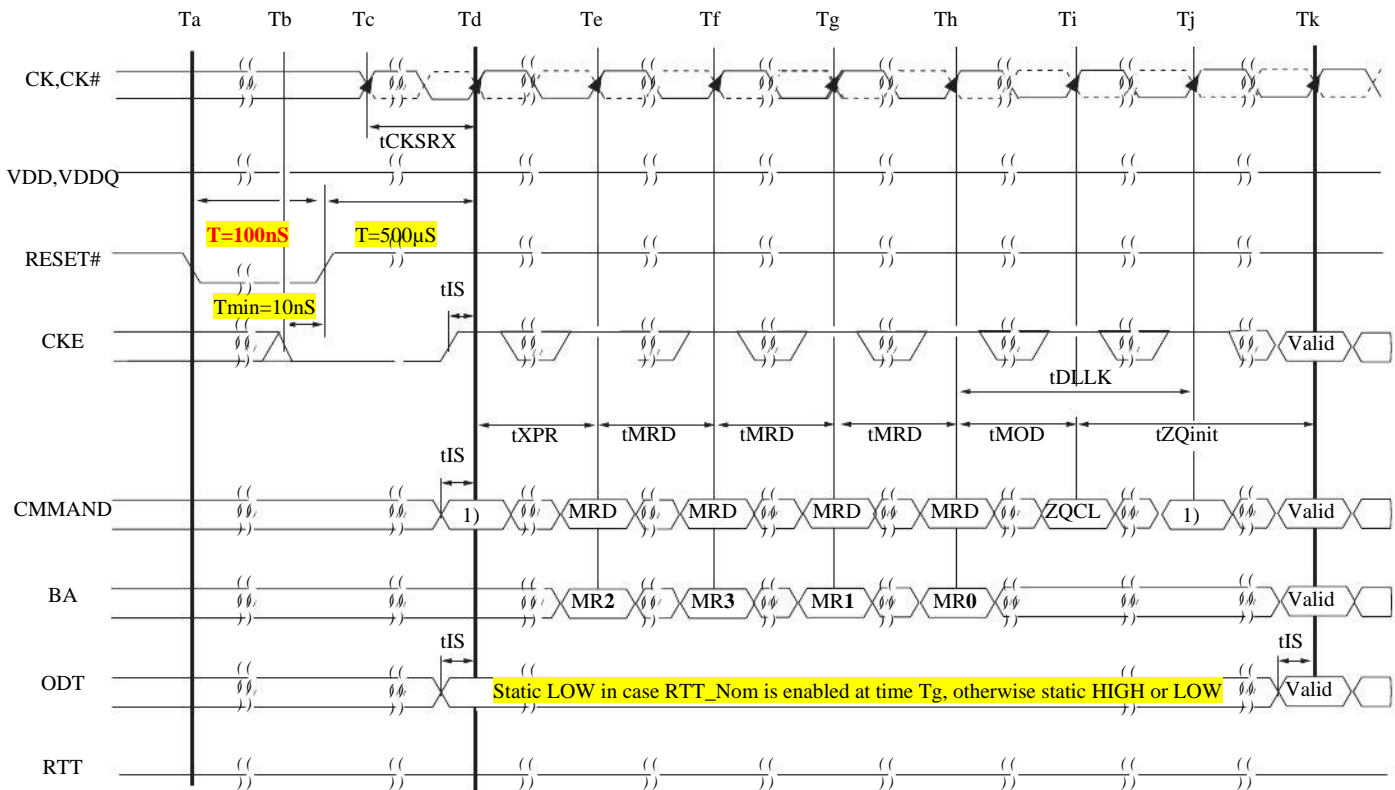 Ta Tb Tc Td Te Tf Tg Th Ti Tj Tk
CK,CK#
tCKSRX
VDD,VDDQ
T=100nS T=500µS
RESET#
Tmin=10nS tIS
CKE Valid
tDLLK
tXPR tMRD tMRD tMRD tMOD tZQinit
tIS
CMMAND 1) MRD MRD MRD MRD ZQCL 1) Valid
BA MR2 MR3 MR1 MR0 Valid
tIS tIS
ODT Static LOW in case RTT_Nom is enabled at time Tg, otherwise static HIGH or LOW Valid
RTT